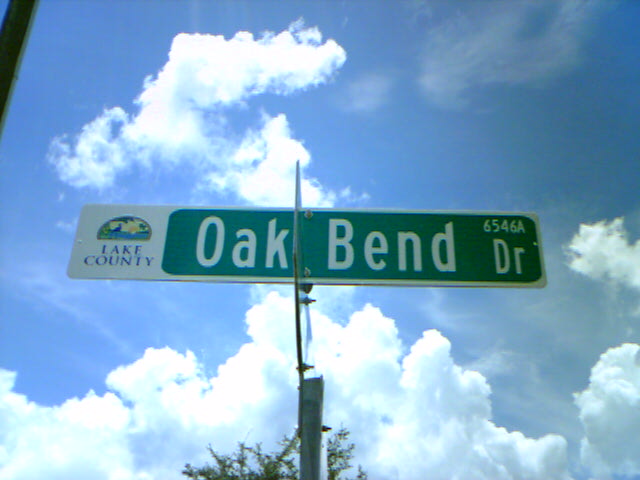 LAKE
COUNTY
Oak Bend Dr
6546A